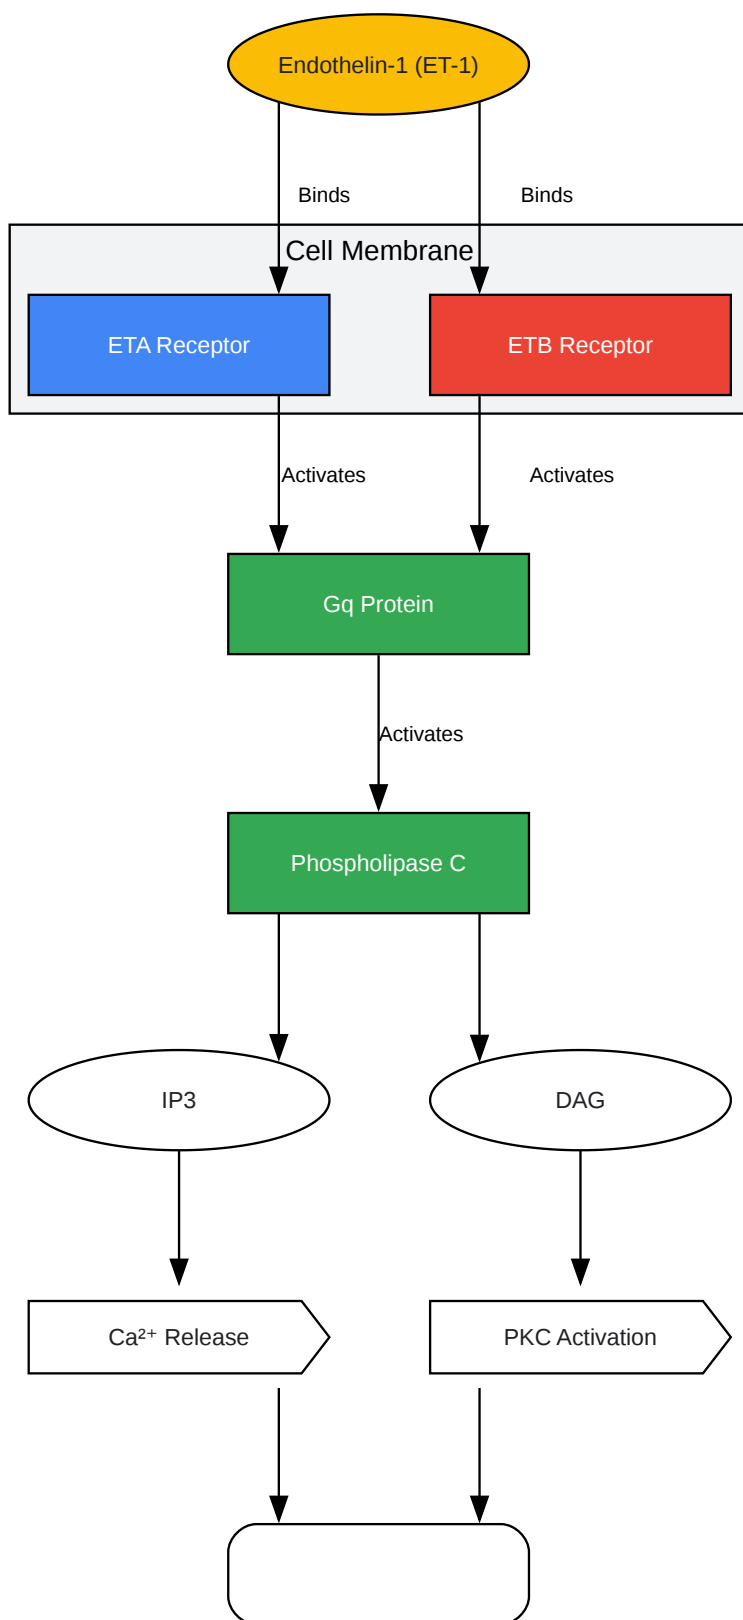 Endothelin-1 (ET-1)
Binds
Binds
Cell Membrane
ETA Receptor
ETB Receptor
Activates
Activates
Gq Protein
Activates
Phospholipase C
IP3
DAG
Ca²⁺ Release
PKC Activation